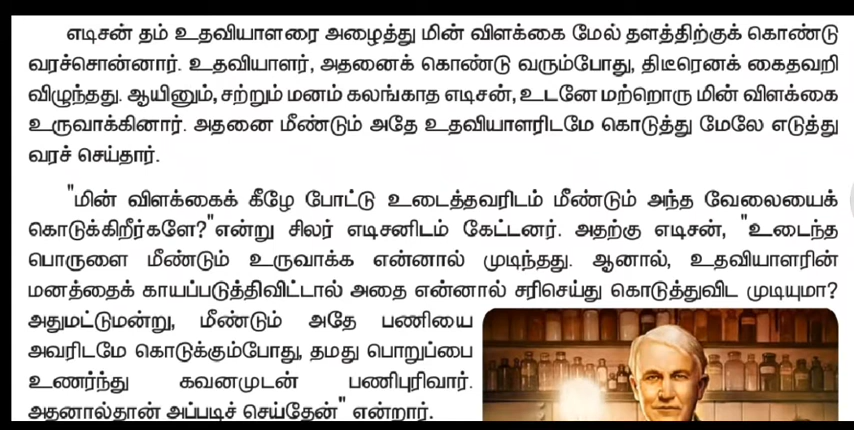 எடிசன் தம் உதவியாளரை அழைத்து மின் விளக்கை மேல் தளத்திற்குக் கொண்டு
வரச்சொன்னார். உதவியாளர், அதனைக் கொண்டு வரும்போது, திடீரெனக் கைதவறி
விழுந்தது. ஆயினும், சற்றும் மனம் கலங்காத எடிசன், உடனே மற்றொரு மின் விளக்கை
உருவாக்கினார். அதனை மீண்டும் அதே உதவியாளரிடமே கொடுத்து மேலே எடுத்து
வரச் செய்தார்.
"மின் விளக்கைக் கீழே போட்டு உடைத்தவரிடம் மீண்டும் அந்த வேலையைக்
கொடுக்கிறீர்களே?"என்று சிலர் எடிசனிடம் கேட்டனர். அதற்கு எடிசன், "உடைந்த
பொருளை மீண்டும் உருவாக்க என்னால் முடிந்தது. ஆனால், உதவியாளரின்
மனத்தைக் காயப்படுத்திவிட்டால் அதை என்னால் சரிசெய்து கொடுத்துவிட முடியுமா?
அதுமட்டுமன்று, மீண்டும் அதே பணியை
அவரிடமே கொடுக்கும்போது, தமது பொறுப்பை
உணர்ந்து கவனமுடன் பணிபுரிவார்.
அதனால்தான் அப்படிச் செய்தேன்" என்றார்.